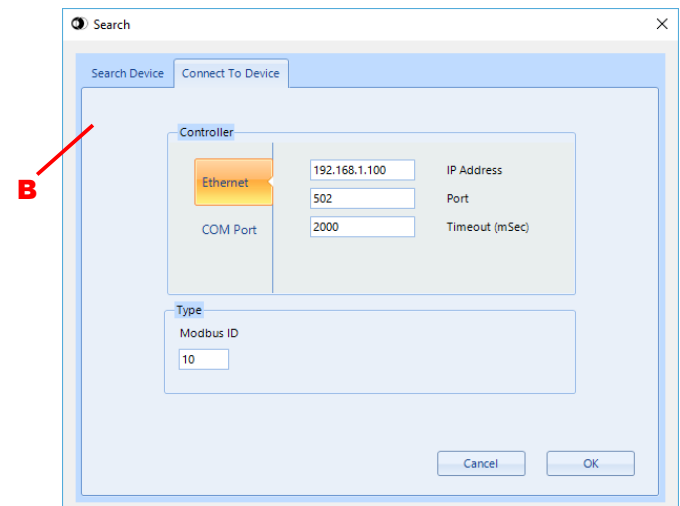 Search
Search Device Connect To Device
Controller
Ethernet 192.168.1.100 IP Address
502 Port
COM Port 2000 Timeout (mSec)
B
Type
Modbus ID
10
Cancel OK